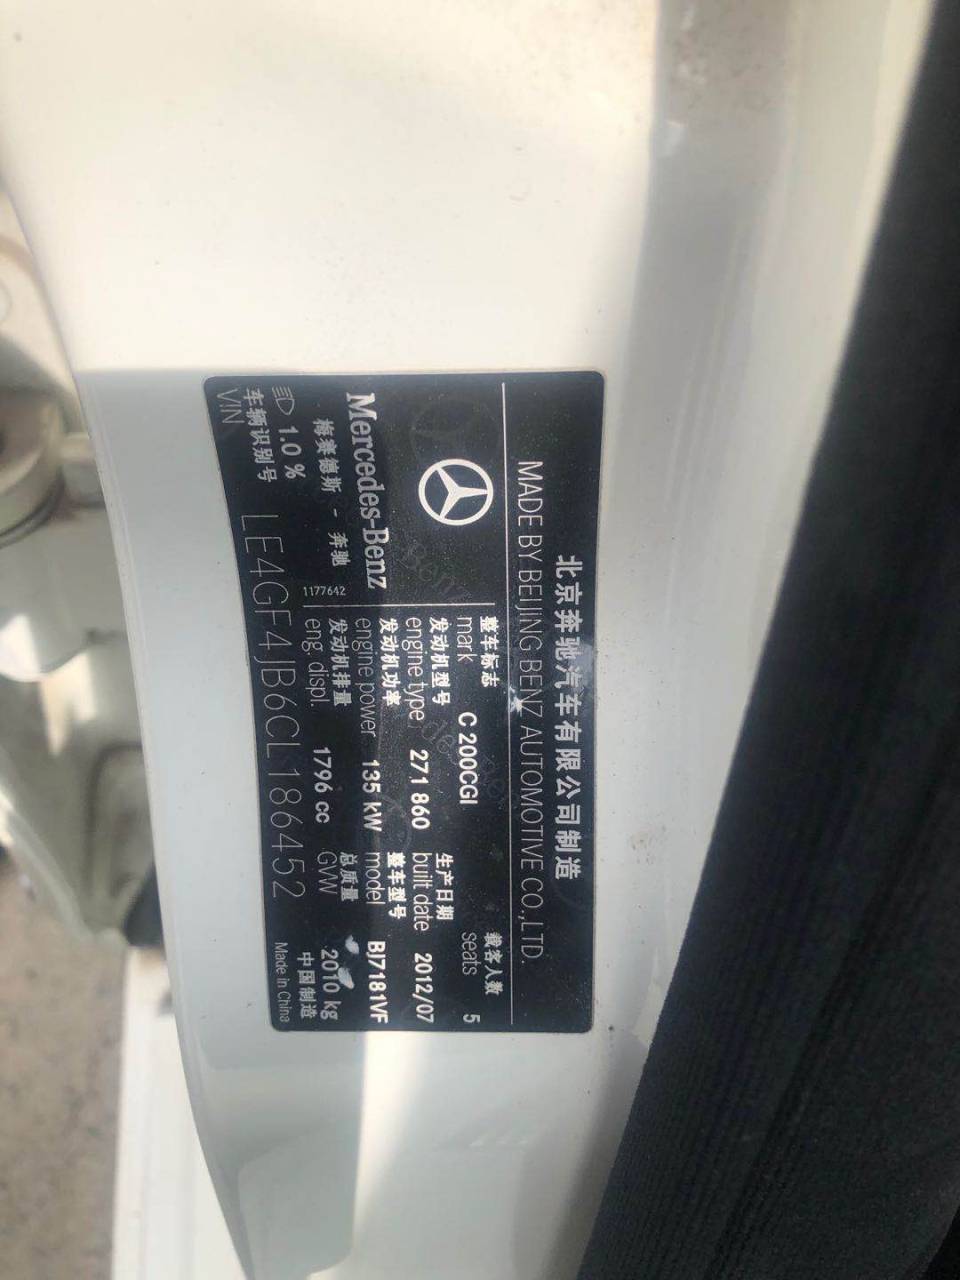 北京奔驰汽车有限公司制造
MADE BY BEIJING BENZ AUTOMOTIVE CO.,LTD.
Mercedes-Benz
梅赛德斯 - 奔驰
1177642
整车标志
mark C 200CGI
载客人数
seats 5
发动机型号
engine type 271 860
生产日期
built date 2012/07
发动机功率
engine power 135 kW
整车型号
model BJ7181VF
发动机排量
eng. displ. 1796 cc
总质量
GVW 2010 kg
1.0 %
车辆识别号
VIN LE4GF4JB6CL186452
中国制造
Made in China